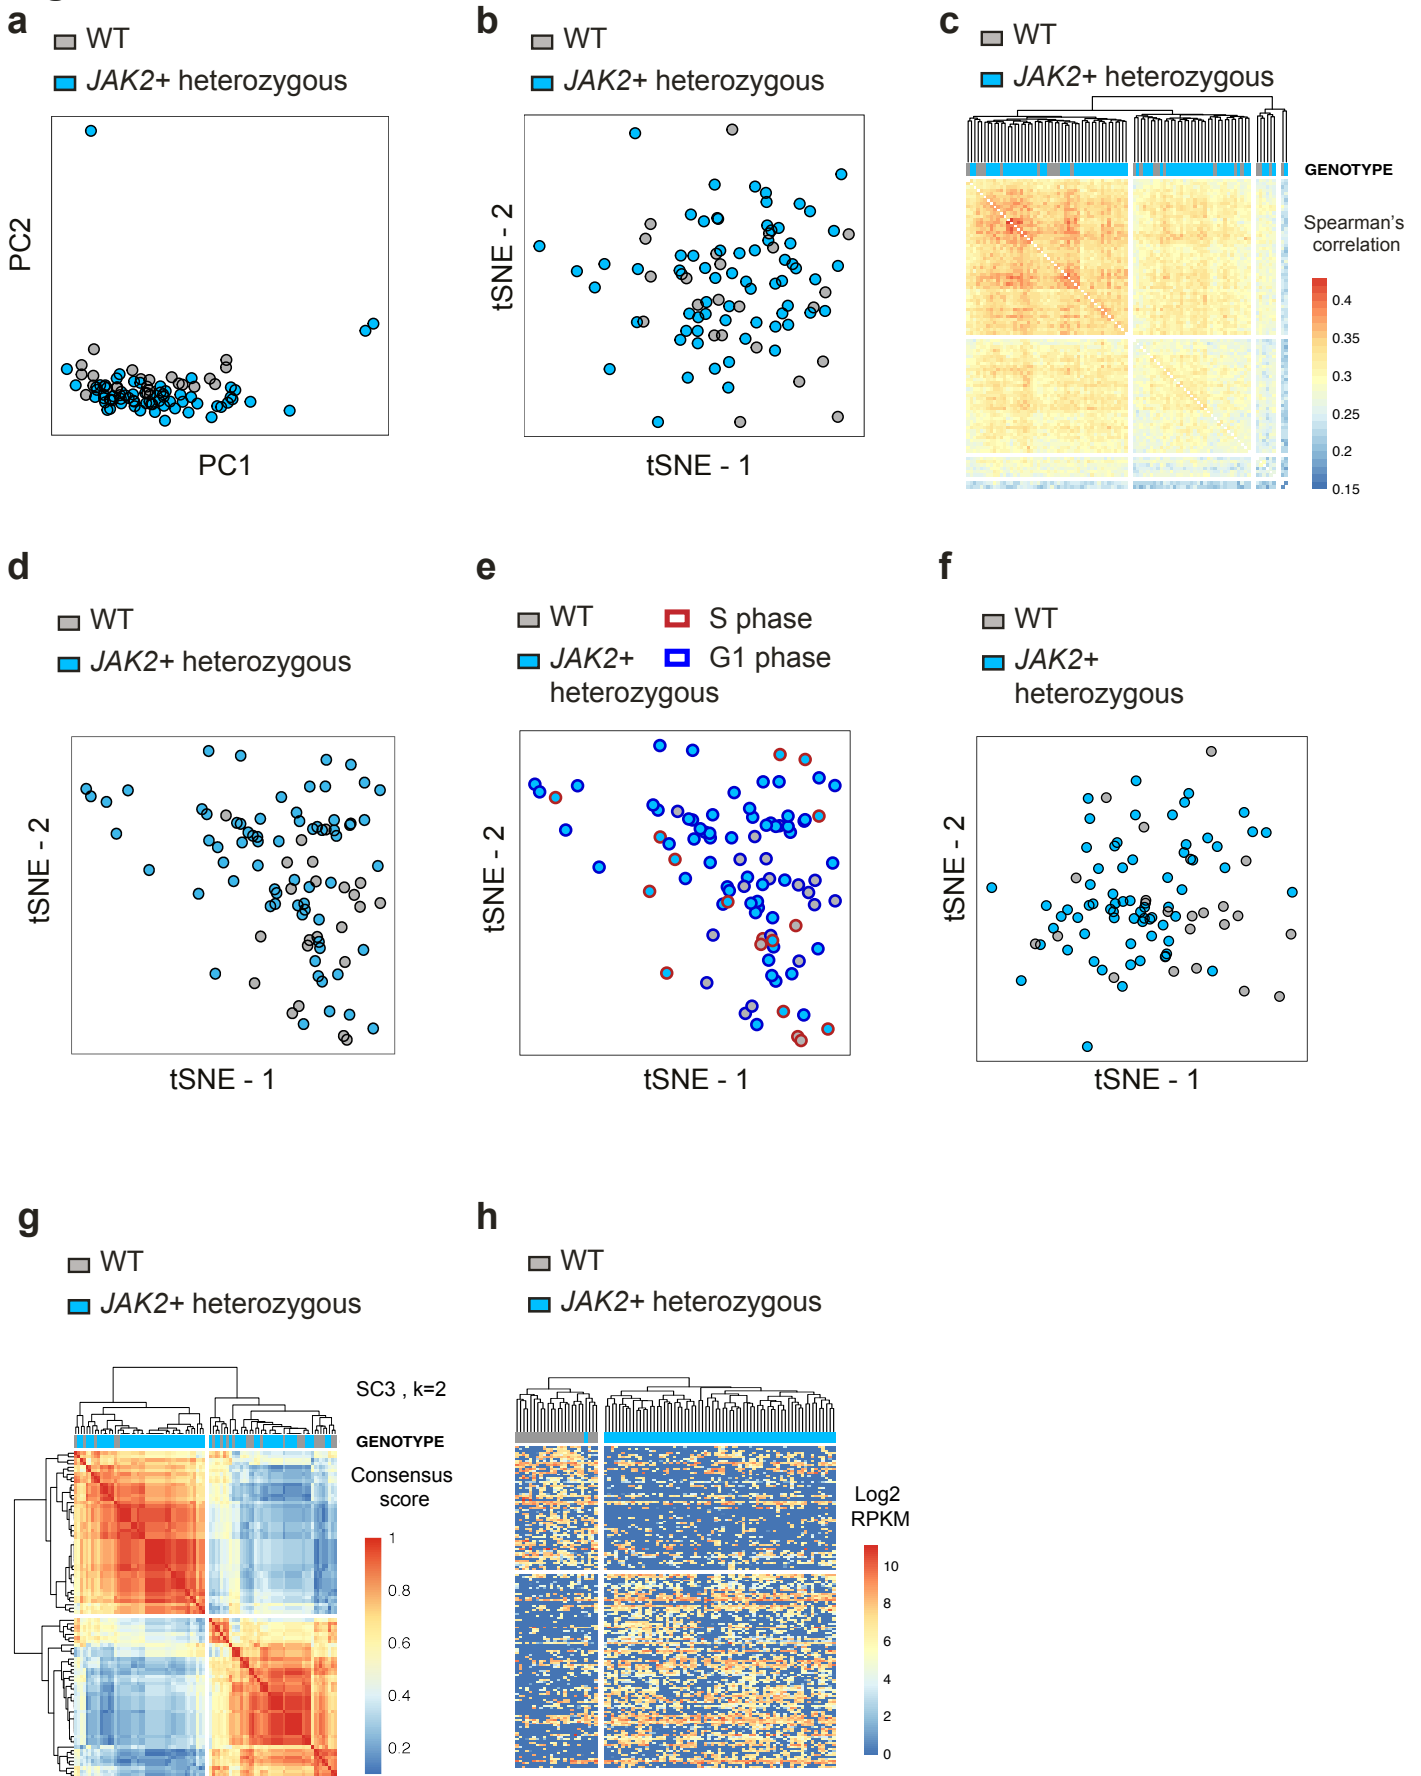 a
WT
JAK2+ heterozygous
PC2
PC1
b
WT
JAK2+ heterozygous
tSNE - 2
tSNE - 1
c
WT
JAK2+ heterozygous
GENOTYPE
Spearman's
correlation
0.4
0.35
0.3
0.25
0.2
0.15
d
WT
JAK2+ heterozygous
tSNE - 2
tSNE - 1
e
WT
JAK2+
heterozygous
S phase
G1 phase
tSNE - 2
tSNE - 1
f
WT
JAK2+
heterozygous
tSNE - 2
tSNE - 1
g
WT
JAK2+ heterozygous
SC3 , k=2
GENOTYPE
Consensus
score
1
0.8
0.6
0.4
0.2
h
WT
JAK2+ heterozygous
Log2
RPKM
10
8
6
4
2
0